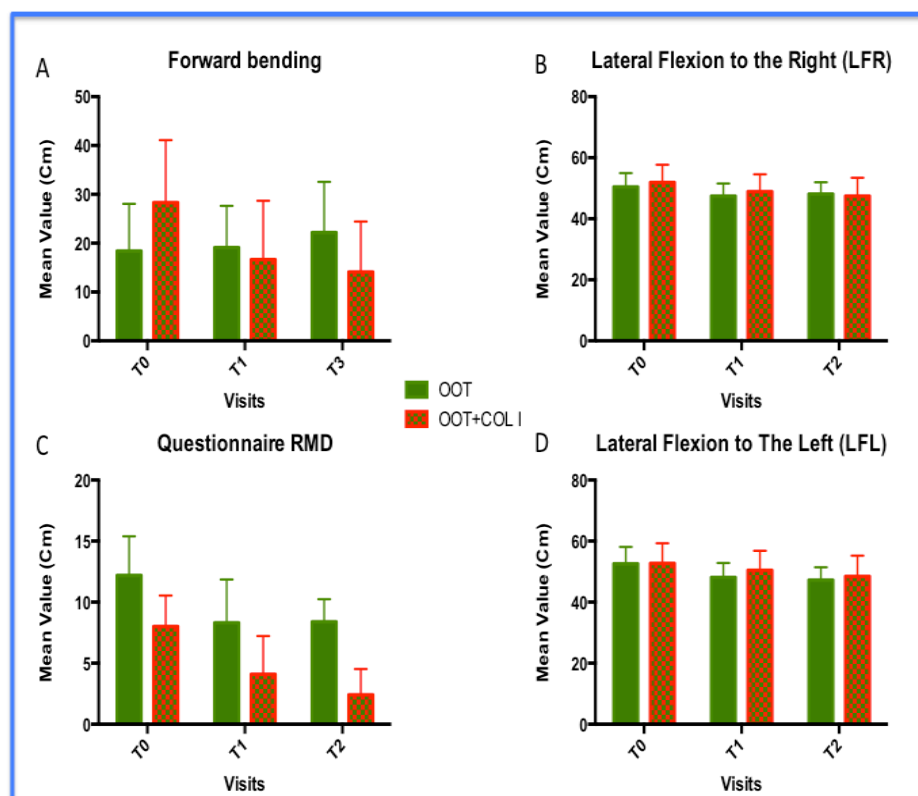 A
Forward bending
Mean Value (Cm)
50
40
30
20
10
0
T0
T1
T3
Visits
B
Lateral Flexion to the Right (LFR)
Mean Value (Cm)
80
60
40
20
0
T0
T1
T2
Visits
OOT
OOT+COL I
C
Questionnaire RMD
Mean Value (Cm)
20
15
10
5
0
T0
T1
T2
Visits
D
Lateral Flexion to The Left (LFL)
Mean Value (Cm)
80
60
40
20
0
T0
T1
T2
Visits